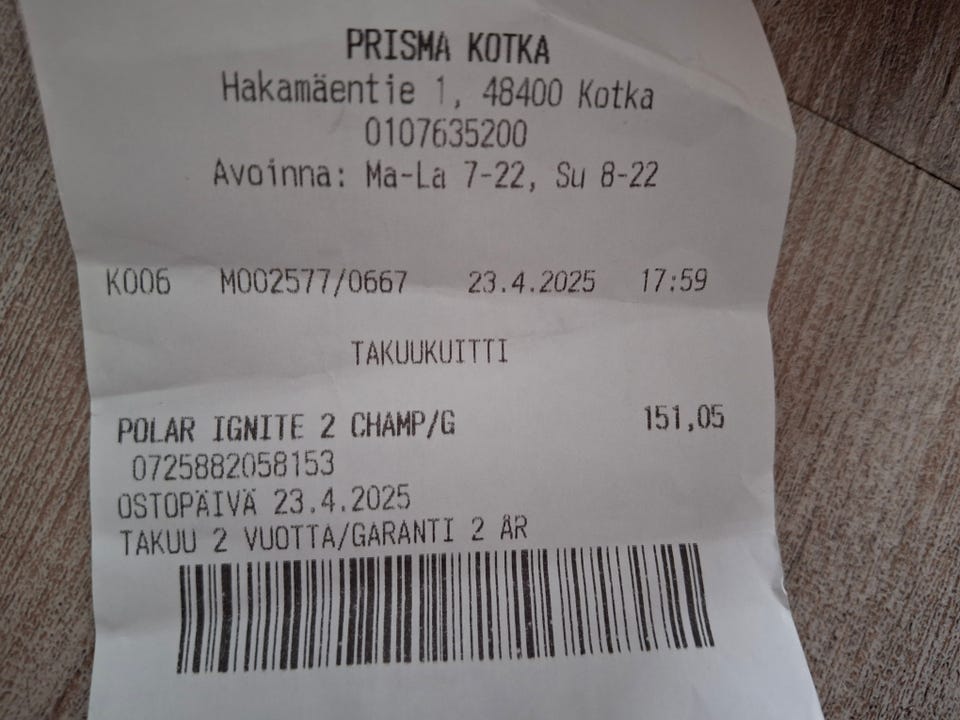 PRISMA KOTKA
Hakamäentie 1, 48400 Kotka
0107635200
Avoinna: Ma-La 7-22, Su 8-22
K006 M002577/0667 23.4.2025 17:59
TAKUUKUITTI
POLAR IGNITE 2 CHAMP/G 151,05
0725882058153
OSTOPÄIVÄ 23.4.2025
TAKUU 2 VUOTTA/GARANTI 2 ÅR